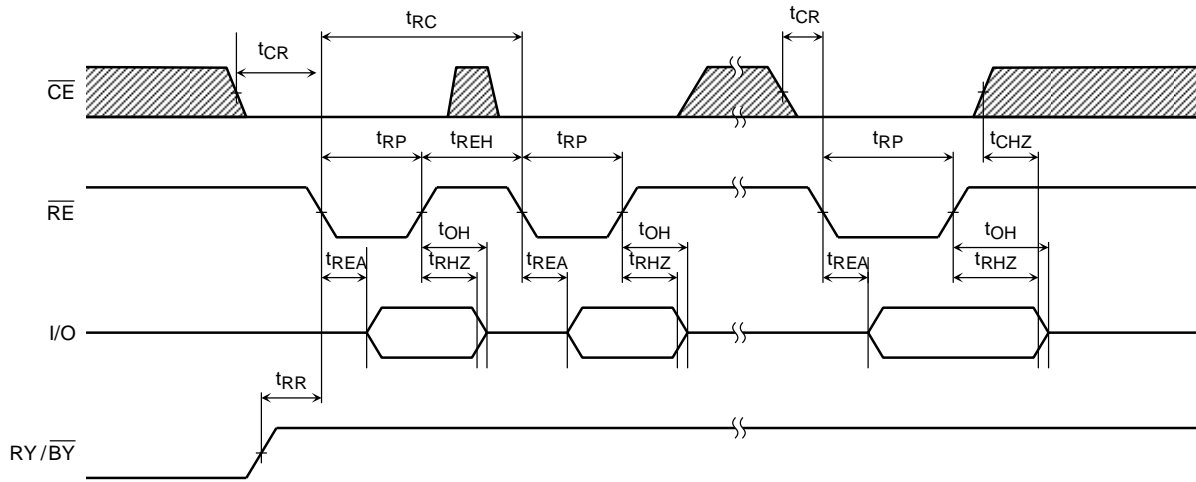 tRC
tCR
tCR
CE
tRP
tREH
tRP
tRP
tCHZ
RE
tOH
tOH
tOH
tREA
tRHZ
tREA
tRHZ
tREA
tRHZ
I/O
tRR
RY/BY